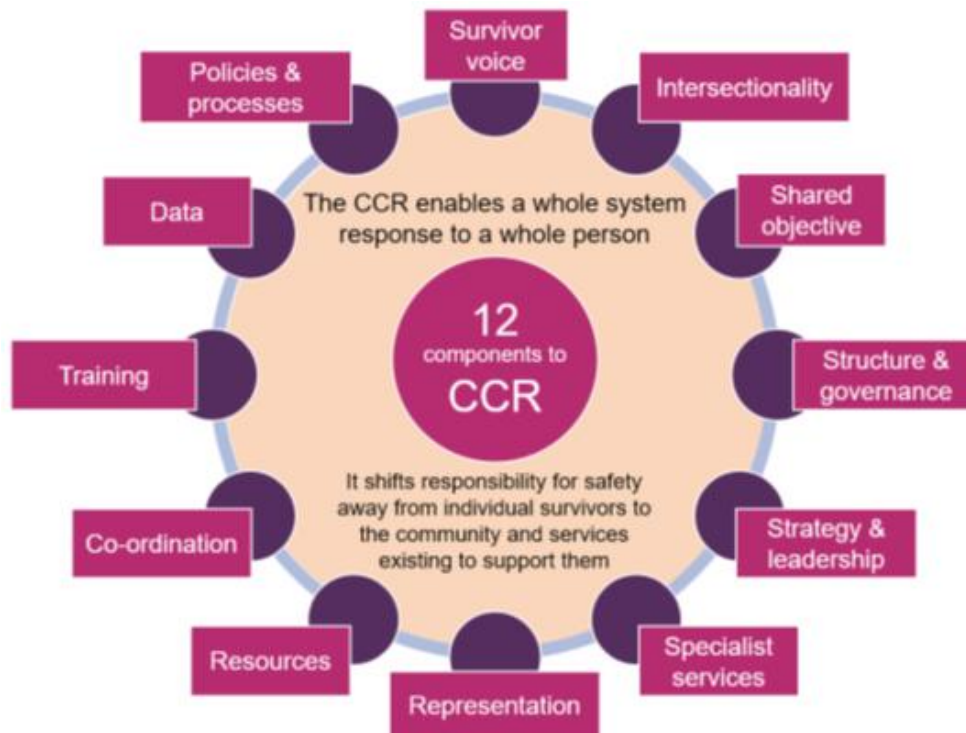 Survivor
voice
Intersectionality
Shared
objective
Structure &
governance
Strategy &
leadership
Specialist
services
Representation
Resources
Co-ordination
Training
Data
Policies &
processes
The CCR enables a whole system
response to a whole person
12
components to
CCR
It shifts responsibility for safety
away from individual survivors to
the community and services
existing to support them